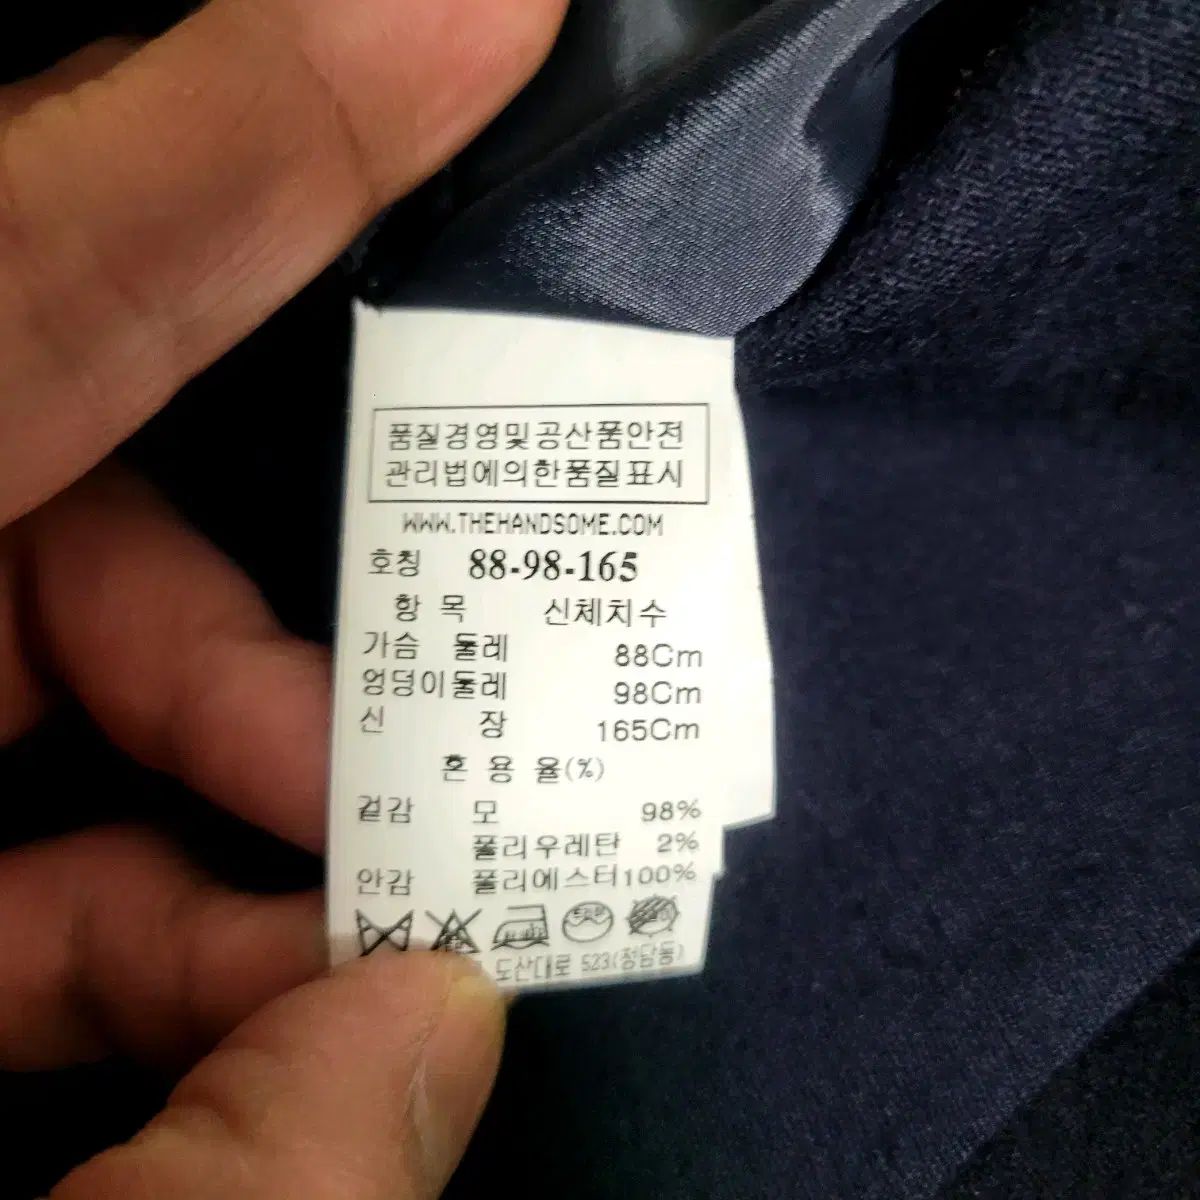 품질경영및공산품안전
관리법에의한품질표시
WWW.THEHANDSOME.COM
호칭 88-98-165
항 목 신체치수
가슴 둘레 88Cm
엉덩이둘레 98Cm
신 장 165Cm
혼 용 율(%)
겉감 모 98%
폴리우레탄 2%
안감 폴리에스터100%
도산대로 523(청담동)